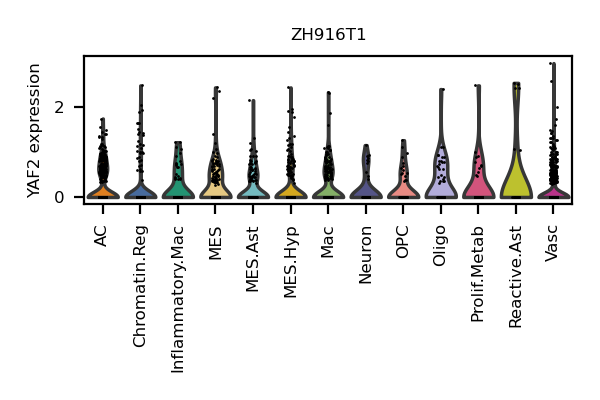 ZH916T1
YAF2 expression
2
0
AC
Chromatin.Reg
Inflammatory.Mac
MES
MES.Ast
MES.Hyp
Mac
Neuron
OPC
Oligo
Prolif.Metab
Reactive.Ast
Vasc